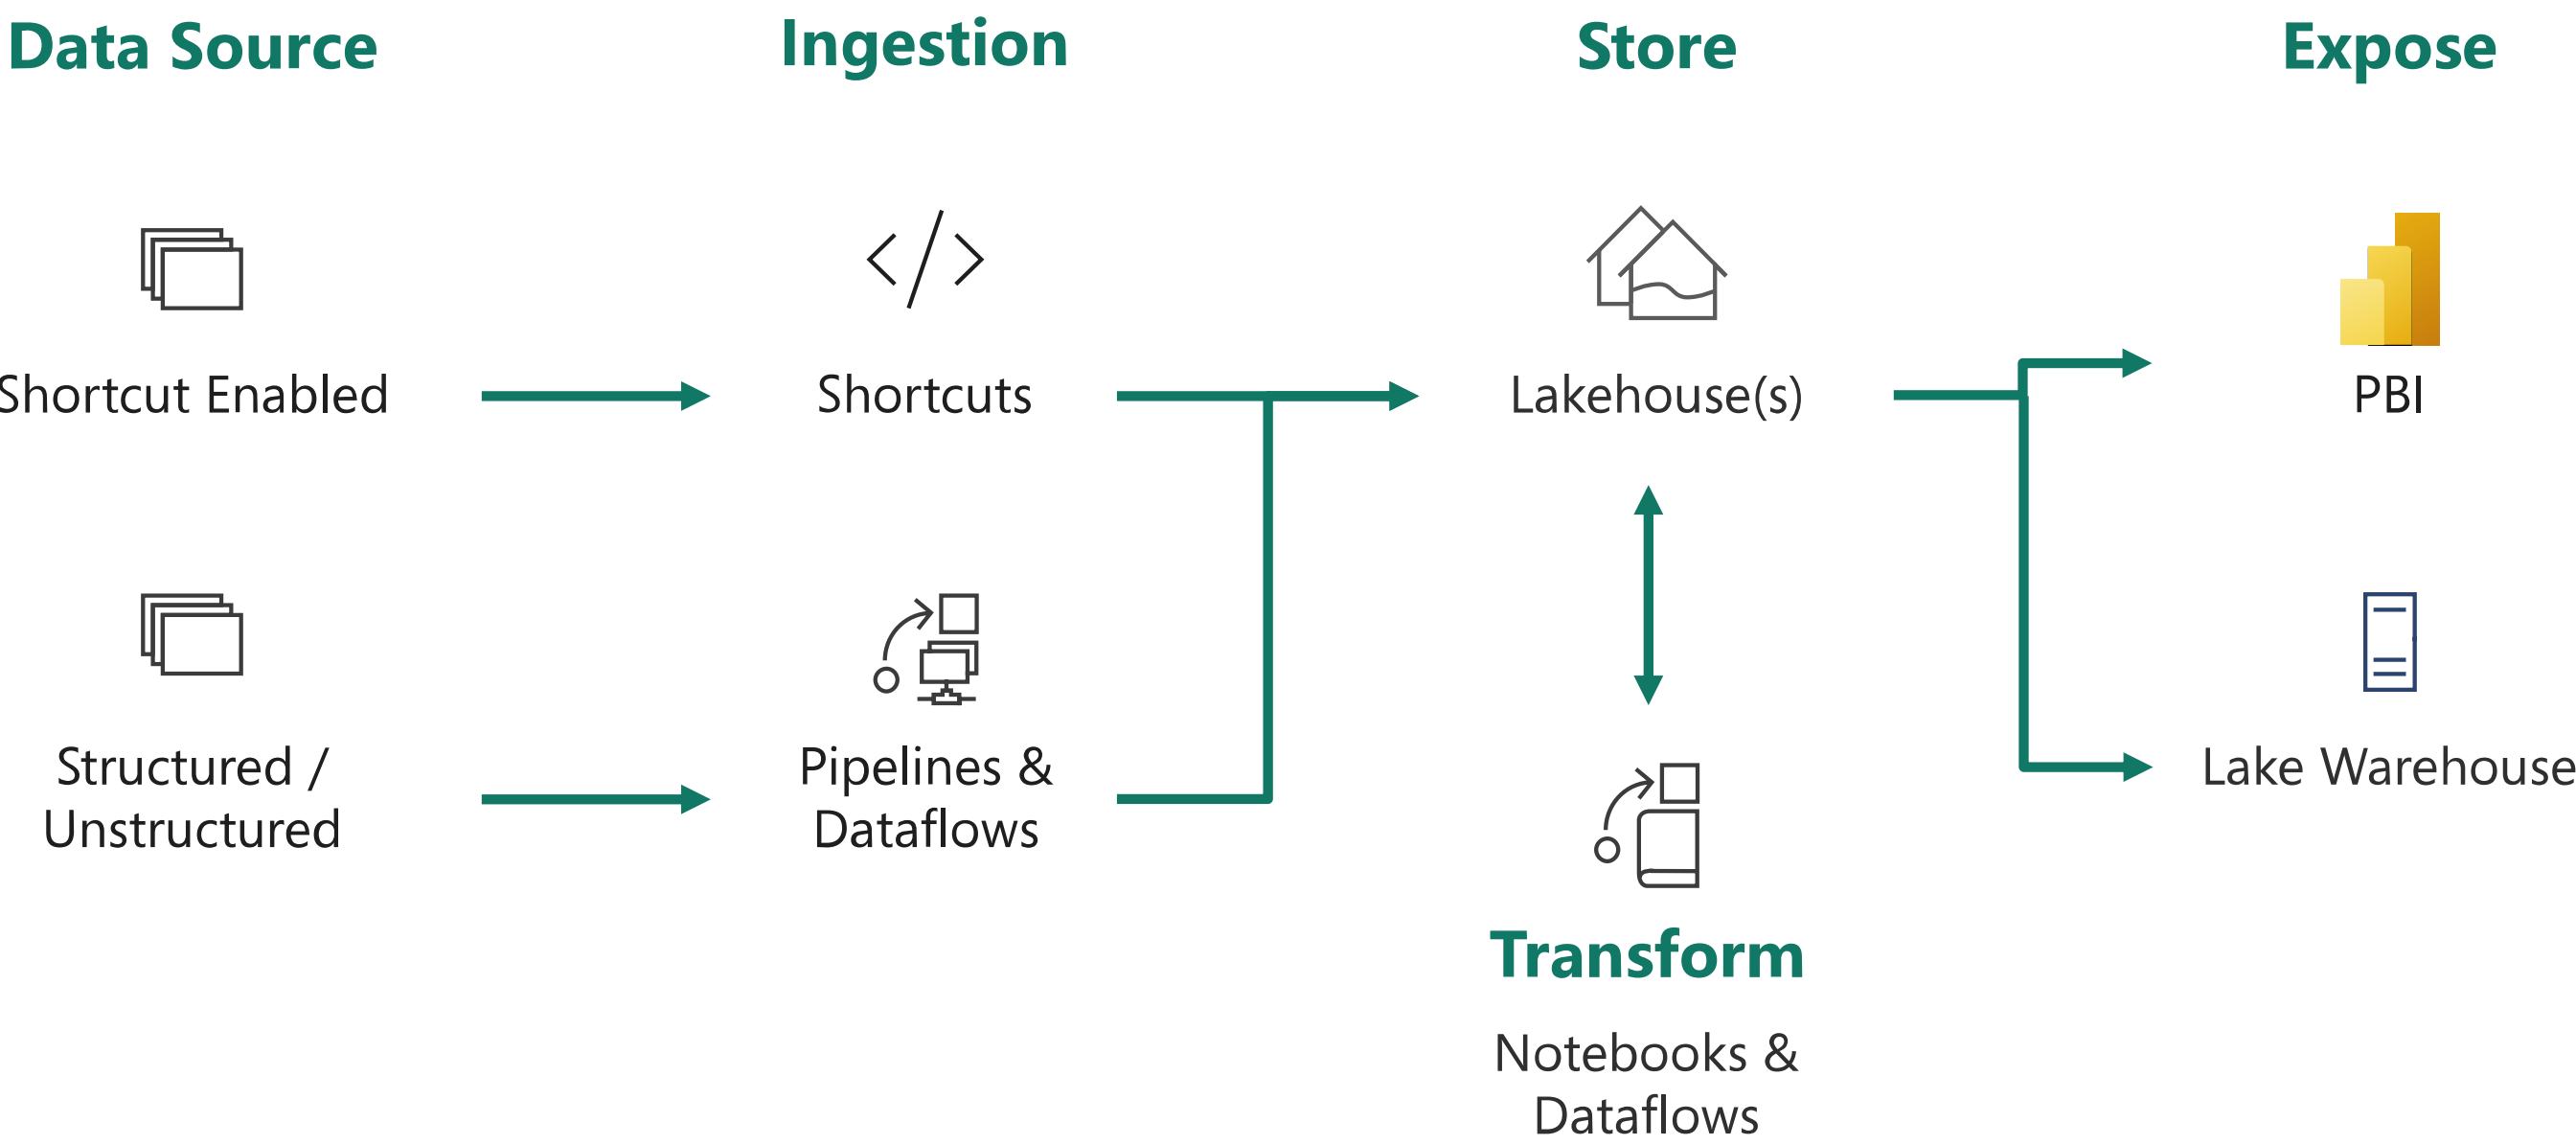 Data Source
Ingestion
Store
Expose
Shortcut Enabled
Shortcuts
Lakehouse(s)
PBI
Structured /
Unstructured
Pipelines &
Dataflows
Lake Warehouse
Transform
Notebooks &
Dataflows